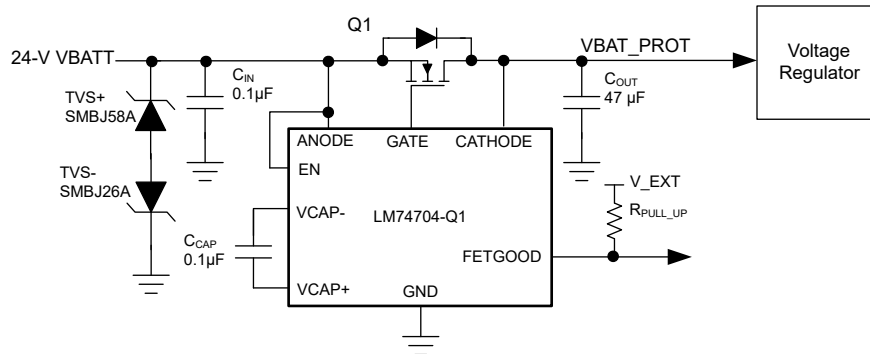 Q1
24-V VBATT
VBAT_PROT
Voltage
Regulator
TVS+
SMBJ58A
CIN
0.1µF
COUT
47 µF
ANODE
GATE
CATHODE
EN
TVS-
SMBJ26A
V_EXT
RPULL_UP
VCAP-
LM74704-Q1
CCAP
0.1µF
FETGOOD
VCAP+
GND